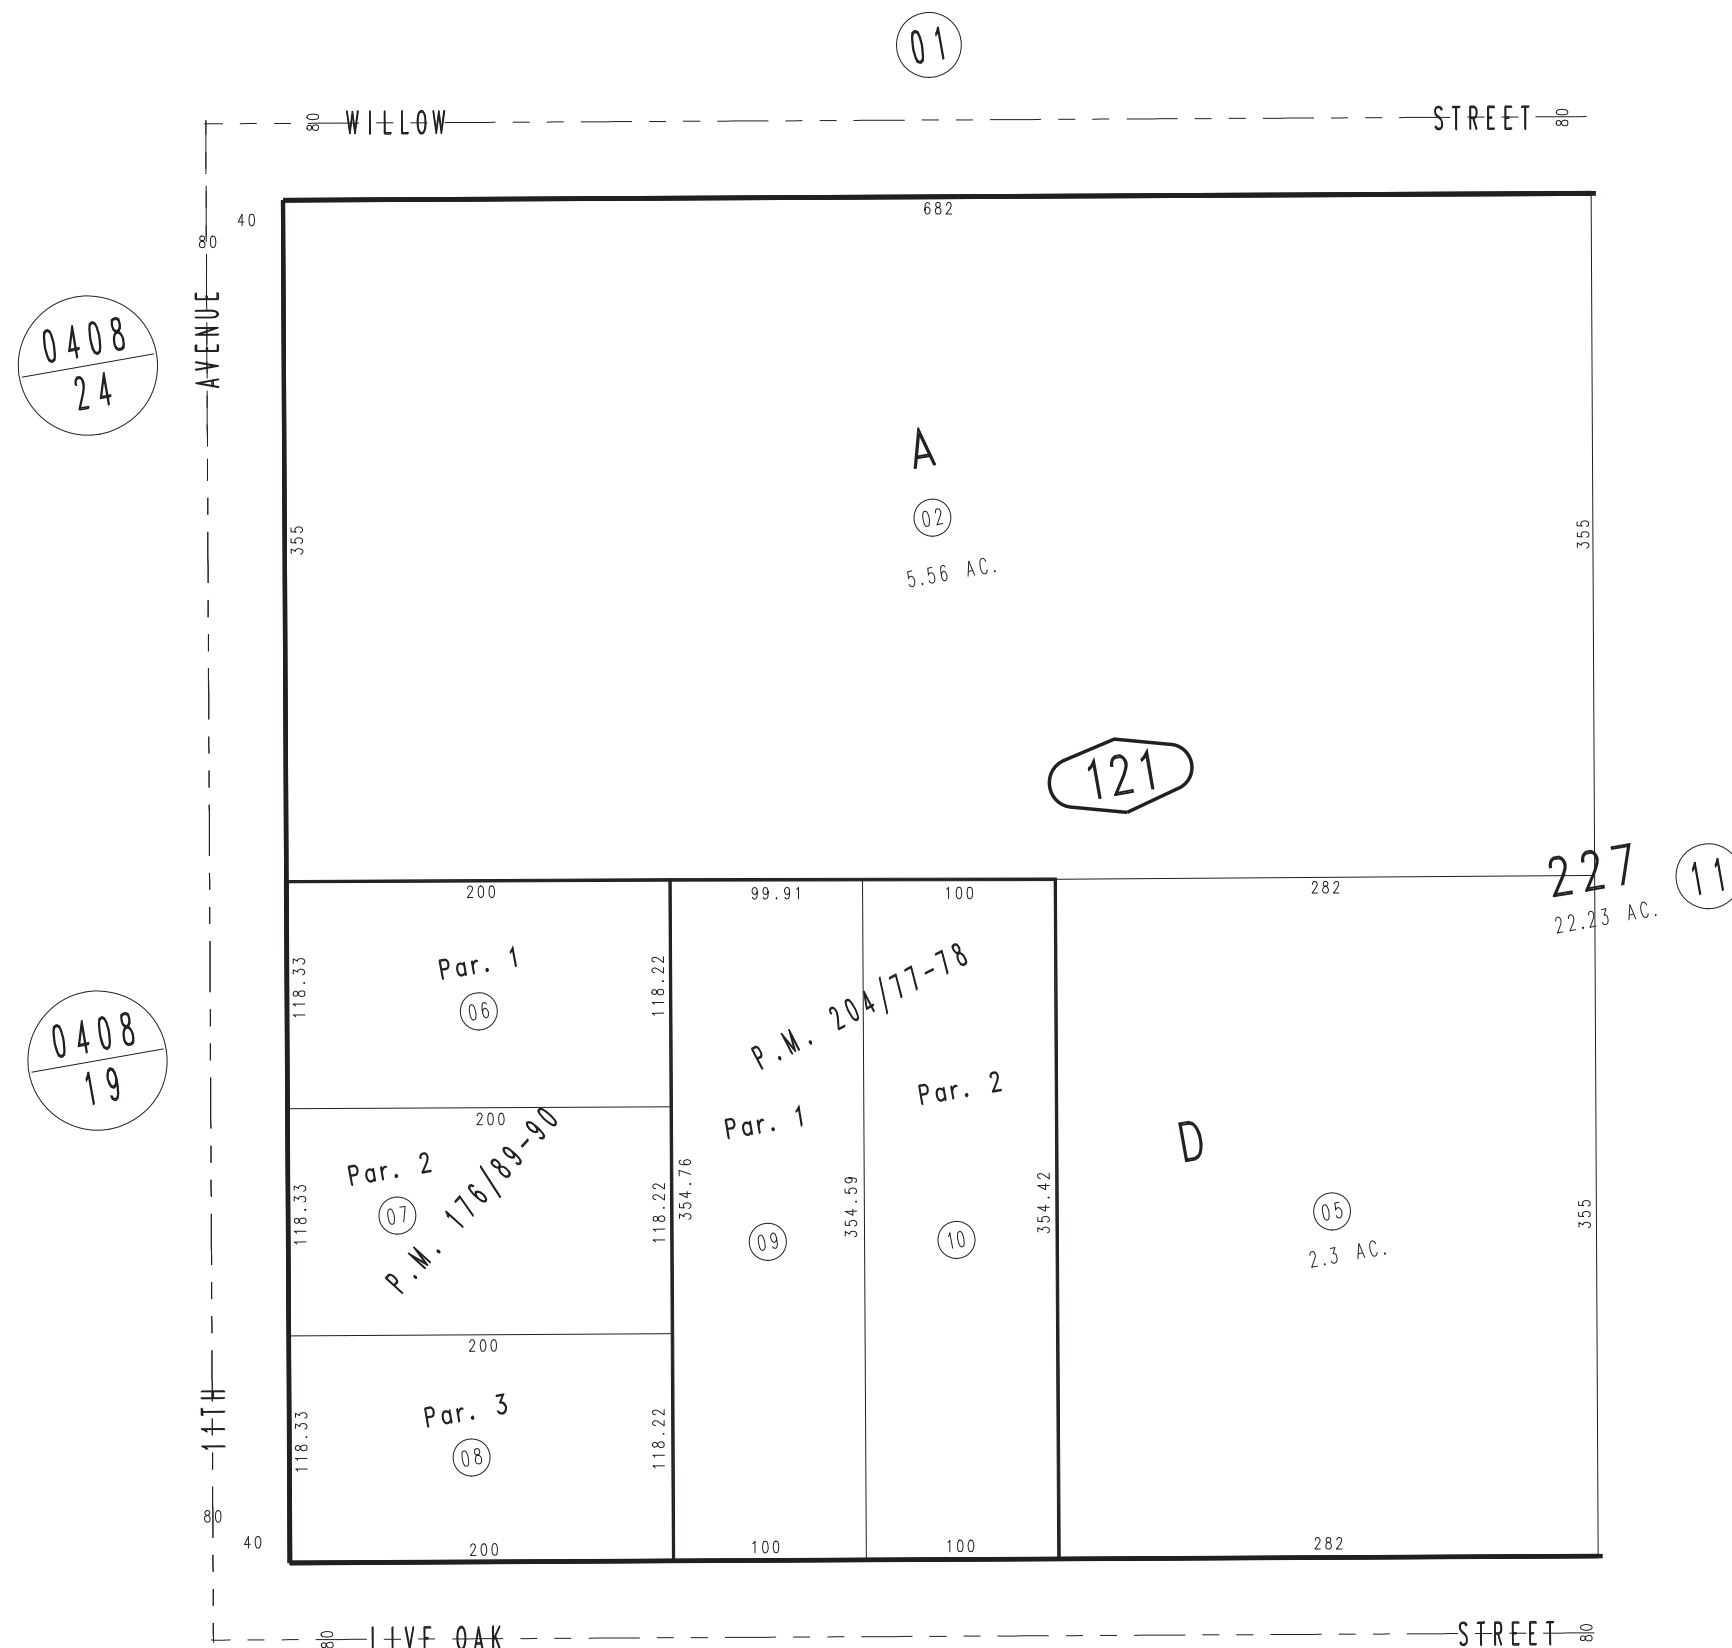 01
80 WILLOW STREET 80
682
40
80
AVENUE
0408
24
A
02
5.56 AC.
355
355
121
227
22.23 AC.
11
200
99.91
100
282
Par. 1
06
118.33
118.22
P.M. 204/77-78
0408
19
200
Par. 2
07
118.33
118.22
P.M. 176/89-90
Par. 1
09
354.76
354.59
Par. 2
10
354.42
D
05
2.3 AC.
355
200
Par. 3
08
118.33
118.22
11TH
80
40
200
100
100
282
80 LIVE OAK STREET 80